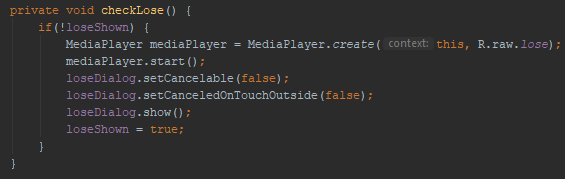 private void checkLose() {
if(!loseShown) {
MediaPlayer mediaPlayer = MediaPlayer.create( context: this, R.raw.lose);
mediaPlayer.start();
loseDialog.setCancelable(false);
loseDialog.setCanceledOnTouchOutside(false);
loseDialog.show();
loseShown = true;
}
}